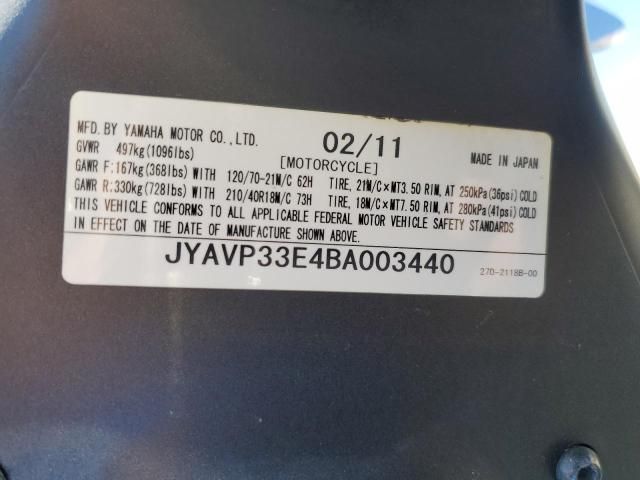 MFD. BY YAMAHA MOTOR CO., LTD. 02/11 MADE IN JAPAN
GVWR 497kg(1096lbs) [MOTORCYCLE]
GAWR F:167kg(368lbs) WITH 120/70-21M/C 62H TIRE, 21M/C×MT3.50 RIM, AT 250kPa(36psi) COLD
GAWR R:330kg(728lbs) WITH 210/40R18M/C 73H TIRE, 18M/C×MT7.50 RIM, AT 280kPa(41psi) COLD
THIS VEHICLE CONFORMS TO ALL APPLICABLE FEDERAL MOTOR VEHICLE SAFETY STANDARDS
IN EFFECT ON THE DATE OF MANUFACTURE SHOWN ABOVE.
JYAVP33E4BA003440
27D-2118B-00